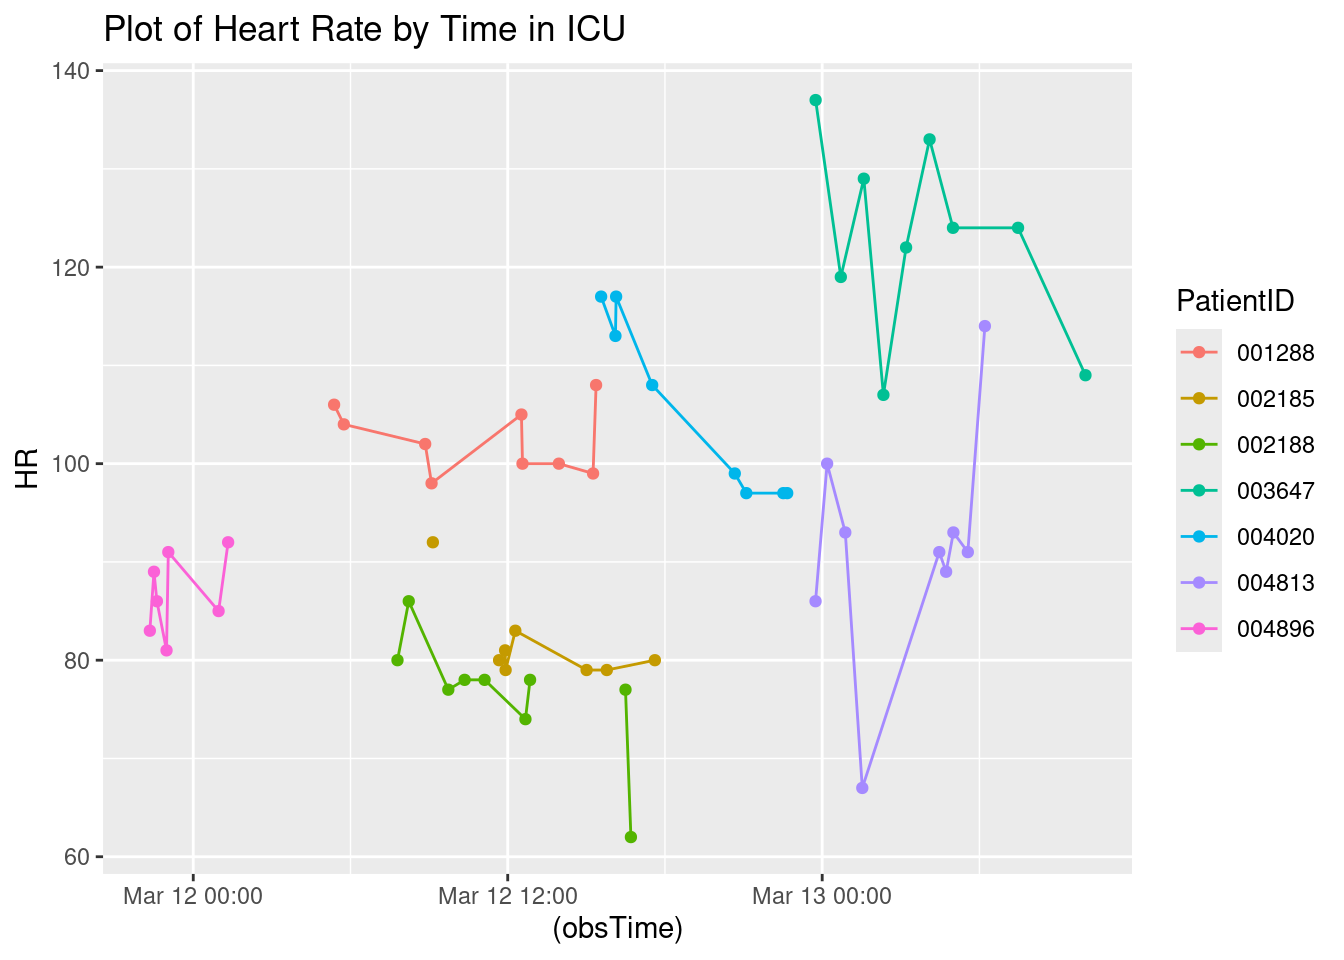 Plot of Heart Rate by Time in ICU
140
120
100
80
60
HR
Mar 12 00:00
Mar 12 12:00
Mar 13 00:00
(obsTime)
PatientID
001288
002185
002188
003647
004020
004813
004896